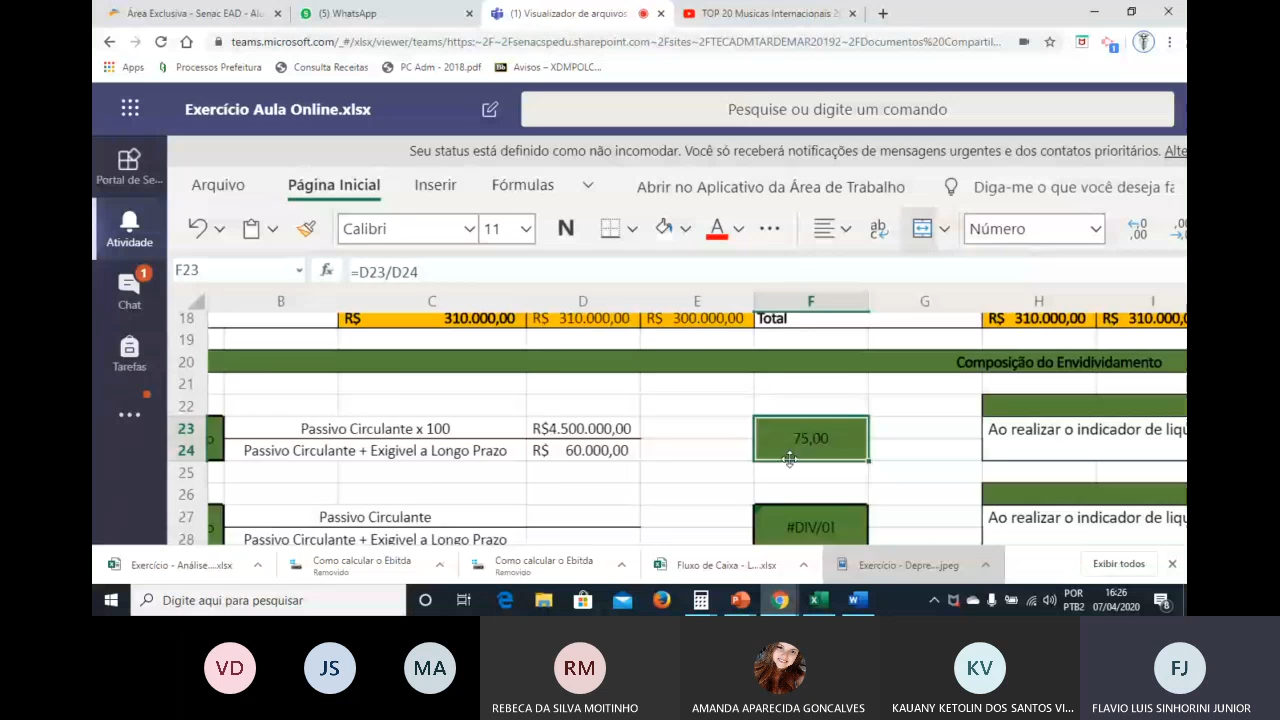 Área Exclusiva - Senac EAD - Alu
(5) WhatsApp
(1) Visualizador de arquivos
TOP 20 Musicas Internacionais 2
teams.microsoft.com/_#/xlsx/viewer/teams/https:~2F~2Fsenacspedu.sharepoint.com~2Fsites~2FTECADMTARDEMAR20192~2FDocumentos%20Compartil...
Apps
Processos Prefeitura
Consulta Receitas
PC Adm - 2018.pdf
Avisos – XDMPOLC...
Exercício Aula Online.xlsx
Pesquise ou digite um comando
Portal de Se...
Seu status está definido como não incomodar. Você só receberá notificações de mensagens urgentes e dos contatos prioritários. Alte
Arquivo
Página Inicial
Inserir
Fórmulas
Abrir no Aplicativo da Área de Trabalho
Diga-me o que você deseja fa
Atividade
Calibri
11
N
A
ab
Número
F23
fx
=D23/D24
1
Chat
B C D E F G H I
18 R$ 310.000,00 R$ 310.000,00 R$ 300.000,00 Total R$ 310.000,00 R$ 310.000,0
19
20 Composição do Envidividamento
21
22
23 Passivo Circulante x 100 R$4.500.000,00 75,00 Ao realizar o indicador de liqu
24 Passivo Circulante + Exigivel a Longo Prazo R$ 60.000,00
25
26
27 Passivo Circulante #DIV/0! Ao realizar o indicador de liqu
28 Passivo Circulante + Exigivel a Longo Prazo
Tarefas
Exercício - Análise....xlsx
Como calcular o Ebitda
Removido
Como calcular o Ebitda
Removido
Fluxo de Caixa - L....xlsx
Exercício - Depre....jpeg
Exibir todos
Digite aqui para pesquisar
POR
PTB2
16:26
07/04/2020
8
VD
JS
MA
RM
REBECA DA SILVA MOITINHO
AMANDA APARECIDA GONCALVES
KV
KAUANY KETOLIN DOS SANTOS VI...
FJ
FLAVIO LUIS SINHORINI JUNIOR